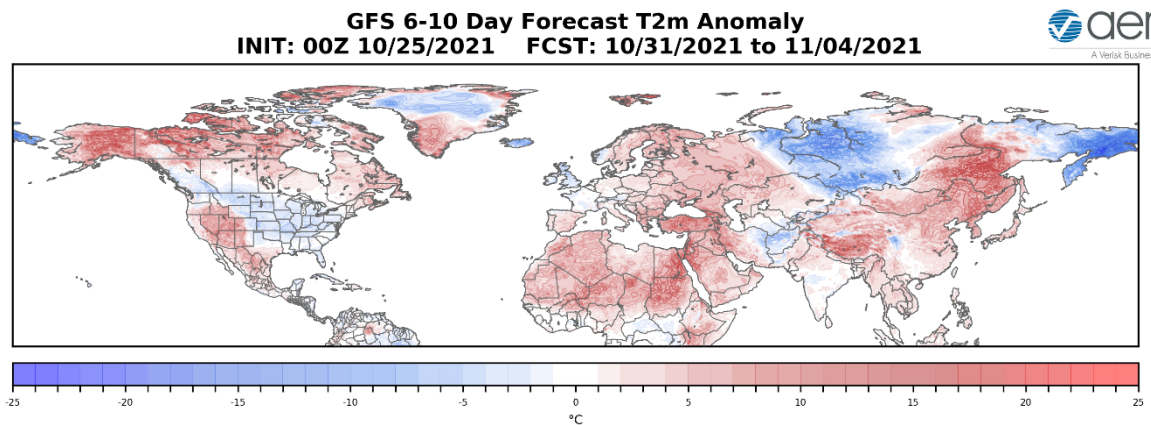 GFS 6-10 Day Forecast T2m Anomaly
INIT: 00Z 10/25/2021 FCST: 10/31/2021 to 11/04/2021
aer
A Verisk Busines
-25 -20 -15 -10 -5 0 5 10 15 20 25
°C